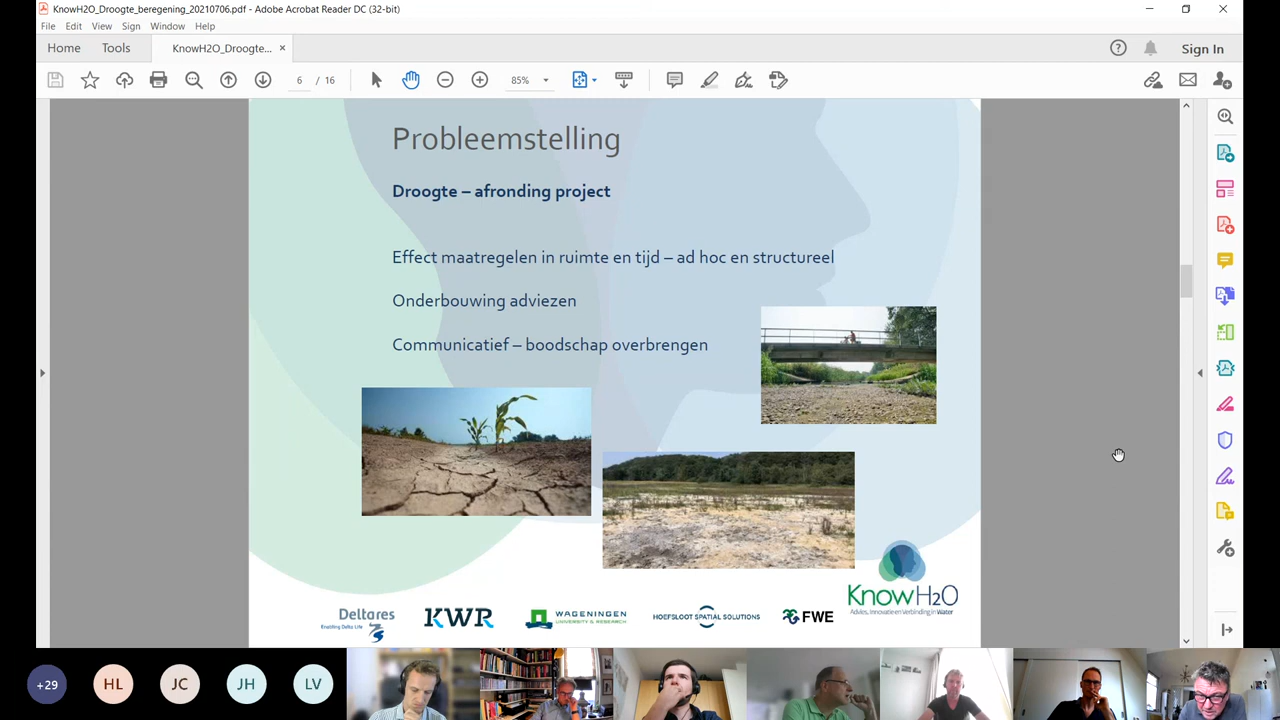 KnowH2O_Droogte_beregening_20210706.pdf - Adobe Acrobat Reader DC (32-bit)
File Edit View Sign Window Help
Home Tools KnowH2O_Droogte... × Sign In
6 / 16 85%
Probleemstelling
Droogte – afronding project
Effect maatregelen in ruimte en tijd – ad hoc en structureel
Onderbouwing adviezen
Communicatief – boodschap overbrengen
Deltares
Enabling Delta Life
KWR
WAGENINGEN
UNIVERSITY & RESEARCH
HOEFSLOOT SPATIAL SOLUTIONS
FWE
KnowH2O
Advies, Innovatie en Verbinding in Water
+29 HL JC JH LV